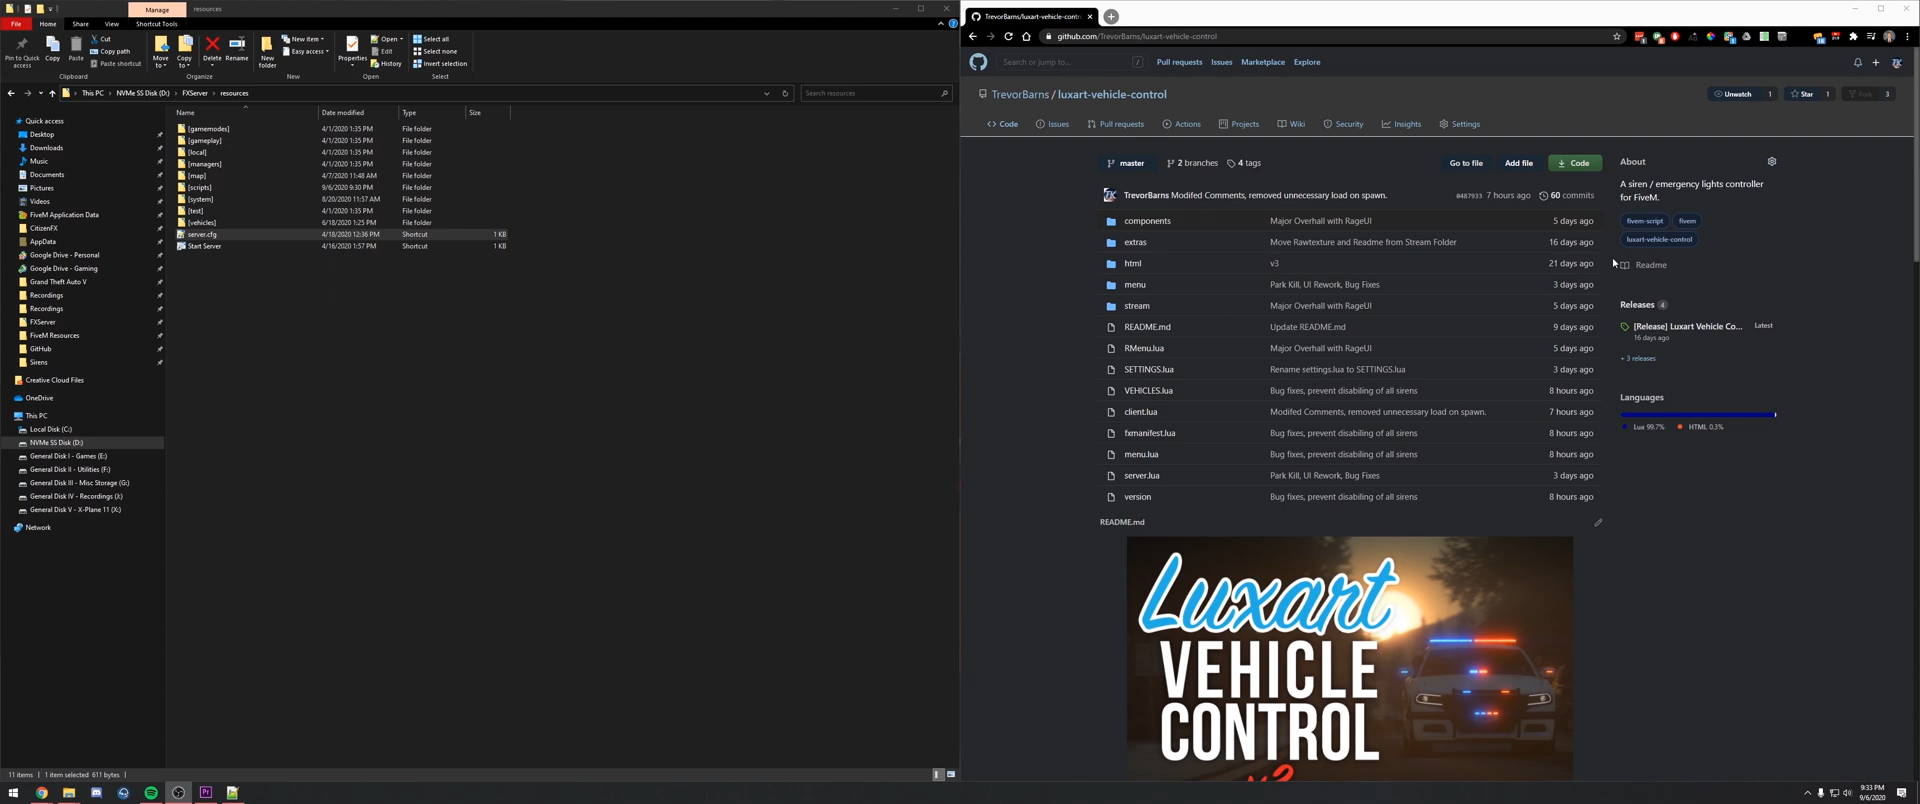 Manage resources
File Home Share View Shortcut Tools
Pin to Quick access
Copy
Paste
Cut
Copy path
Paste shortcut
Move to
Copy to
Delete
Rename
New folder
New item
Easy access
Properties
Open
Edit
History
Select all
Select none
Invert selection
Clipboard Organize New Open Select
This PC > NVMe SS Disk (D:) > FXServer > resources
Search resources
Name Date modified Type Size
[gamemodes] 4/1/2020 1:35 PM File folder
[gameplay] 4/1/2020 1:35 PM File folder
[local] 4/1/2020 1:35 PM File folder
[managers] 4/1/2020 1:35 PM File folder
[map] 4/7/2020 11:48 AM File folder
[scripts] 9/6/2020 9:30 PM File folder
[system] 8/20/2020 11:57 AM File folder
[test] 4/1/2020 1:35 PM File folder
[vehicles] 6/18/2020 1:25 PM File folder
server.cfg 4/18/2020 12:36 PM Shortcut 1 KB
Start Server 4/16/2020 1:57 PM Shortcut 1 KB
Quick access
Desktop
Downloads
Music
Documents
Pictures
Videos
FiveM Application Data
CitizenFX
AppData
Google Drive - Personal
Google Drive - Gaming
Grand Theft Auto V
Recordings
Recordings
FXServer
FiveM Resources
GitHub
Sirens
Creative Cloud Files
OneDrive
This PC
Local Disk (C:)
NVMe SS Disk (D:)
General Disk I - Games (E:)
General Disk II - Utilities (F:)
General Disk III - Misc Storage (G:)
General Disk IV - Recordings (J:)
General Disk V - X-Plane 11 (X:)
Network
11 items 1 item selected 611 bytes
TrevorBarns/luxart-vehicle-contr
github.com/TrevorBarns/luxart-vehicle-control
Search or jump to... /
Pull requests Issues Marketplace Explore
TrevorBarns / luxart-vehicle-control
Unwatch 1 Star 1 Fork 3
Code Issues Pull requests Actions Projects Wiki Security Insights Settings
master 2 branches 4 tags Go to file Add file Code
TrevorBarns Modifed Comments, removed unnecessary load on spawn. 0487933 7 hours ago 60 commits
components Major Overhall with RageUI 5 days ago
extras Move Rawtexture and Readme from Stream Folder 16 days ago
html v3 21 days ago
menu Park Kill, UI Rework, Bug Fixes 3 days ago
stream Major Overhall with RageUI 5 days ago
README.md Update README.md 9 days ago
RMenu.lua Major Overhall with RageUI 5 days ago
SETTINGS.lua Rename settings.lua to SETTINGS.lua 3 days ago
VEHICLES.lua Bug fixes, prevent disabiling of all sirens 8 hours ago
client.lua Modifed Comments, removed unnecessary load on spawn. 7 hours ago
fxmanifest.lua Bug fixes, prevent disabiling of all sirens 8 hours ago
menu.lua Bug fixes, prevent disabiling of all sirens 8 hours ago
server.lua Park Kill, UI Rework, Bug Fixes 3 days ago
version Bug fixes, prevent disabiling of all sirens 8 hours ago
About
A siren / emergency lights controller
for FiveM.
fivem-script fivem
luxart-vehicle-control
Readme
Releases 4
[Release] Luxart Vehicle Co... Latest
16 days ago
+ 3 releases
Languages
Lua 99.7% HTML 0.3%
README.md
Luxart
VEHICLE
CONTROL
9:33 PM
9/6/2020